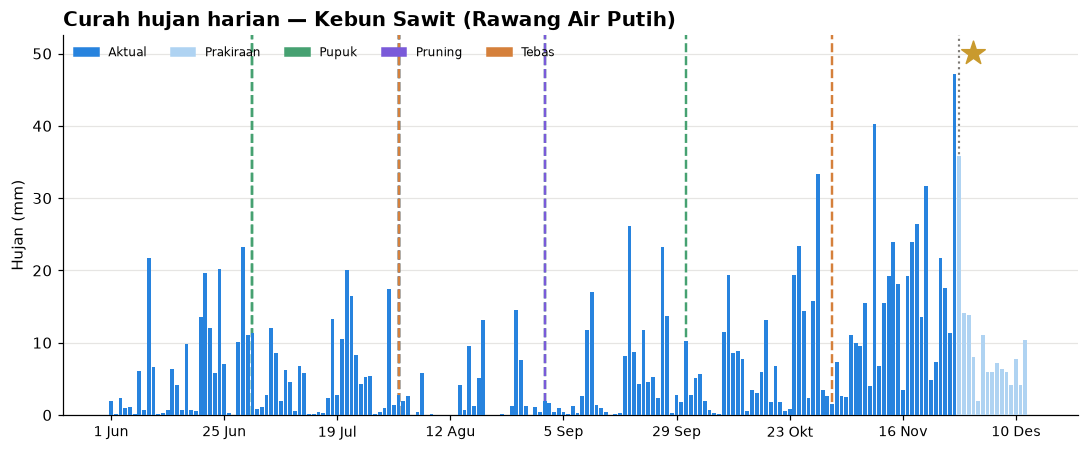 Curah hujan harian — Kebun Sawit (Rawang Air Putih)
Aktual Prakiraan Pupuk Pruning Tebas
Hujan (mm)
50
40
30
20
10
0
1 Jun 25 Jun 19 Jul 12 Agu 5 Sep 29 Sep 23 Okt 16 Nov 10 Des